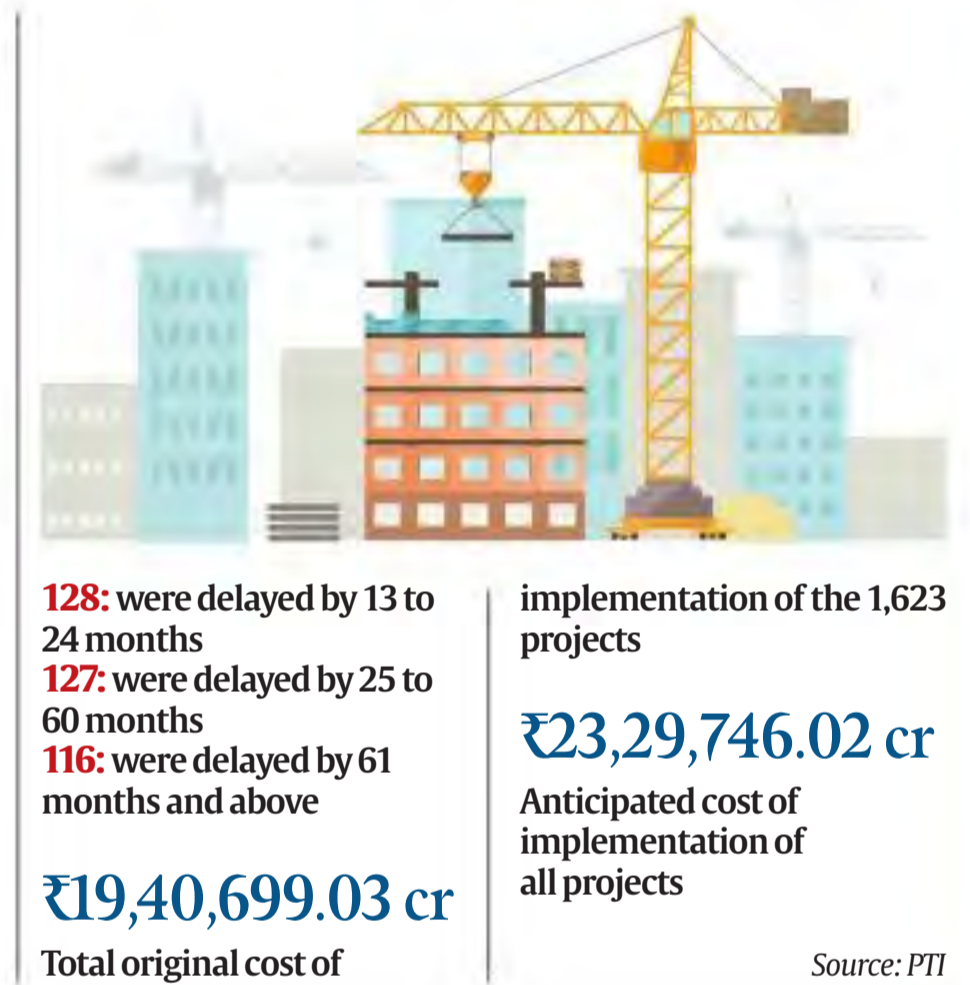 128: were delayed by 13 to
24 months
127: were delayed by 25 to
60 months
116: were delayed by 61
months and above
₹19,40,699.03 cr
Total original cost of
implementation of the 1,623
projects
₹23,29,746.02 cr
Anticipated cost of
implementation of
all projects
Source: PTI